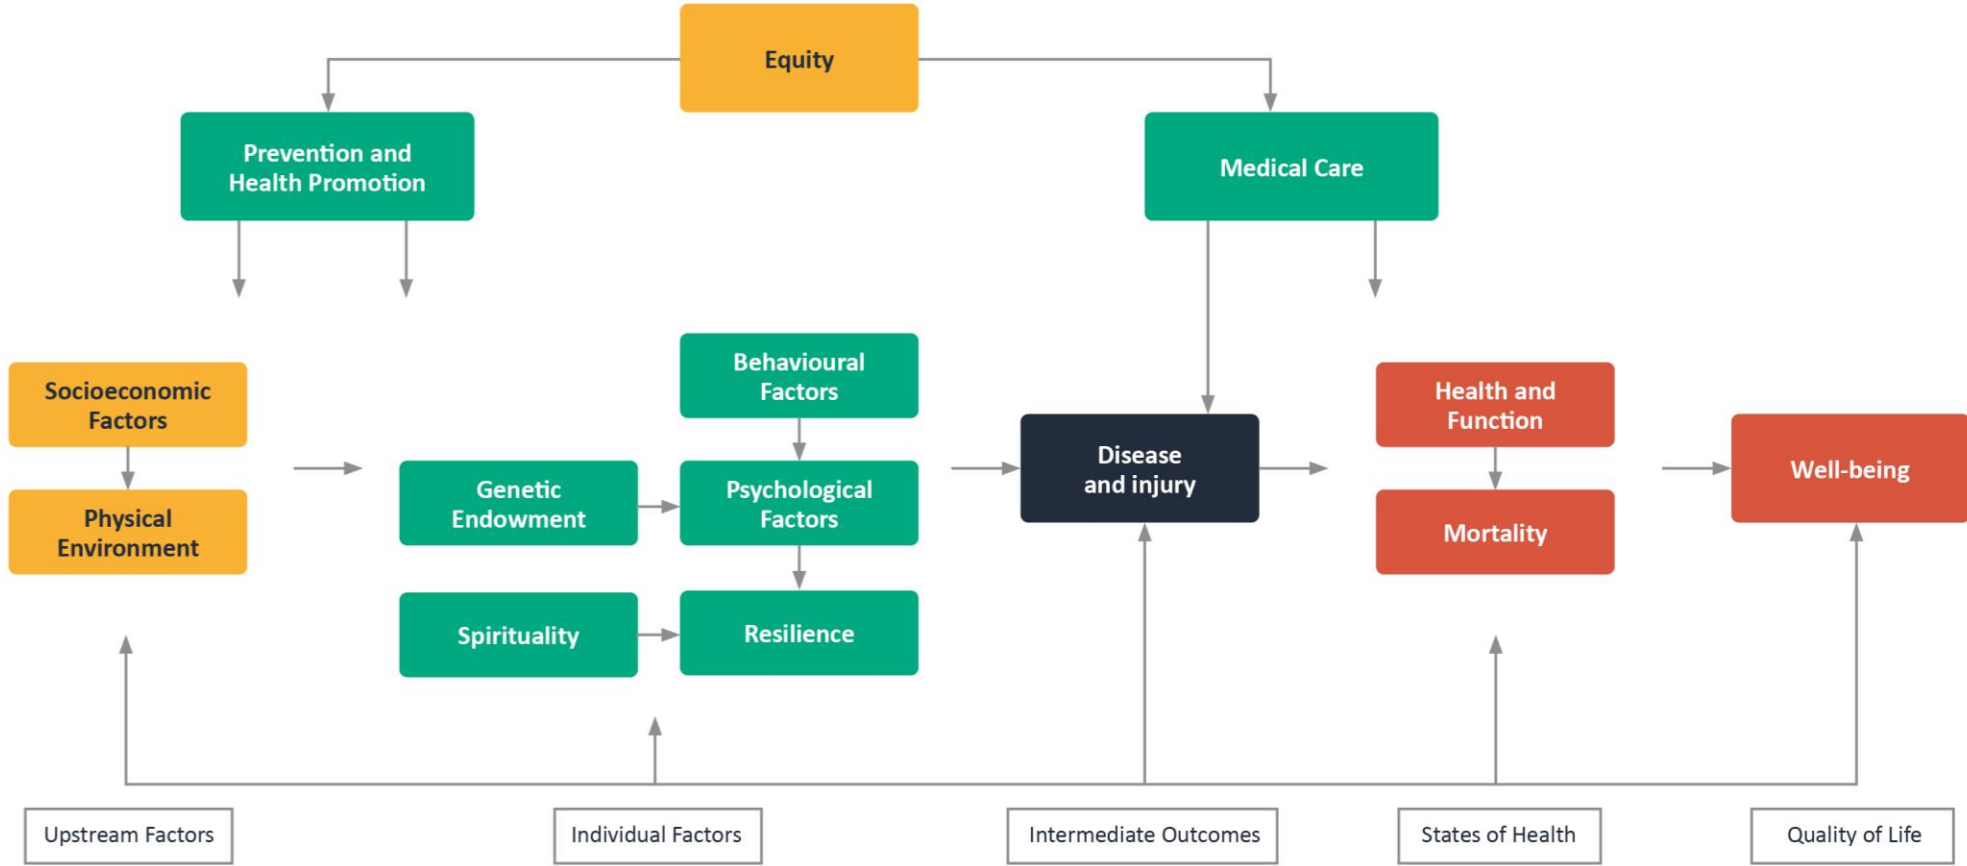 Equity
Prevention and
Health Promotion
Medical Care
Socioeconomic
Factors
Physical
Environment
Behavioural
Factors
Genetic
Endowment
Psychological
Factors
Spirituality
Resilience
Disease
and injury
Health and
Function
Mortality
Well-being
Upstream Factors
Individual Factors
Intermediate Outcomes
States of Health
Quality of Life